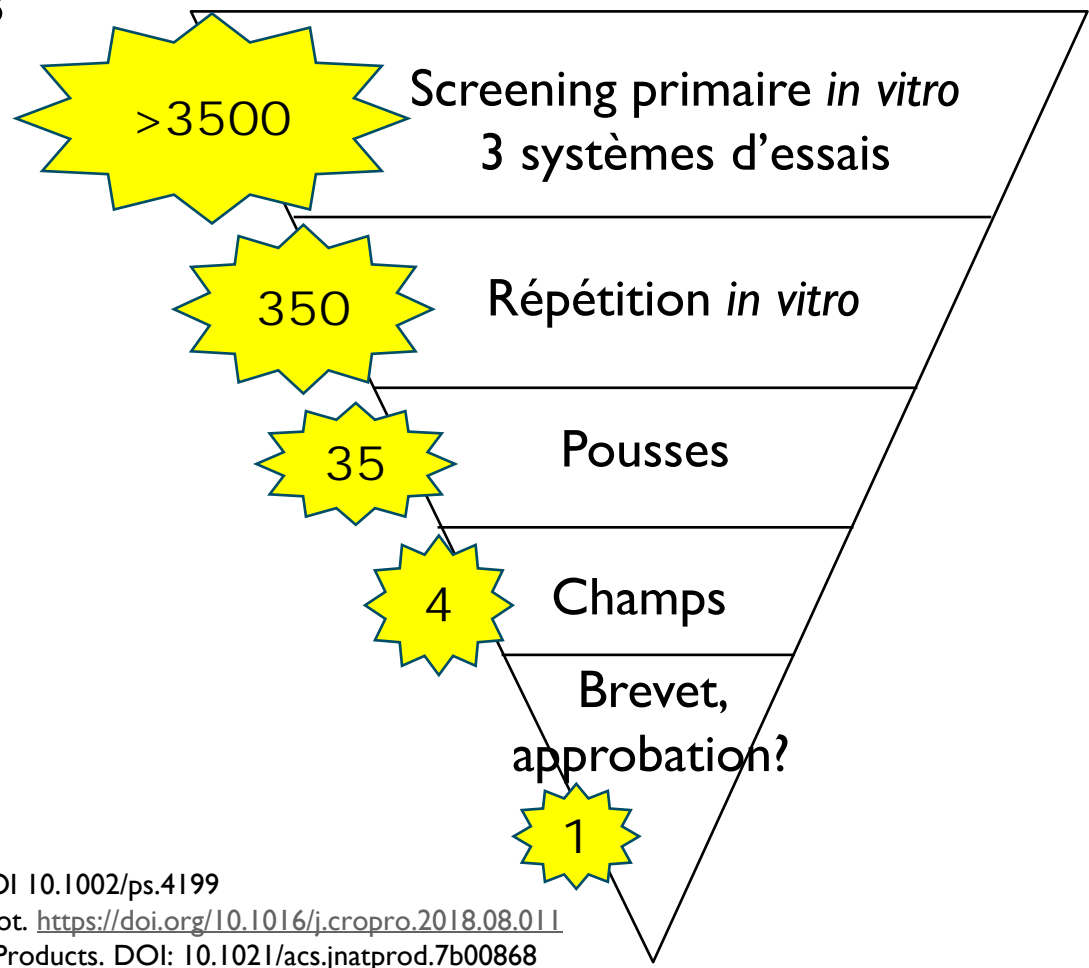 >3500
Screening primaire in vitro
3 systèmes d’essais
350
Répétition in vitro
35
Pousses
4
Champs
Brevet,
approbation?
1
10.1002/ps.4199
https://doi.org/10.1016/j.cropro.2018.08.011
Products. DOI: 10.1021/acs.jnatprod.7b00868